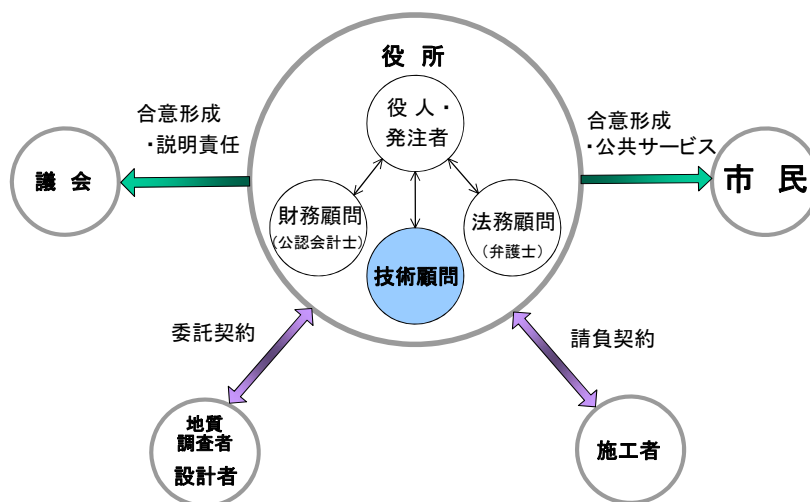 役 所
役 人・
発注者
合意形成
・説明責任
合意形成
・公共サービス
議 会
市 民
財務顧問
(公認会計士)
法務顧問
(弁護士)
技術顧問
委託契約
請負契約
地質
調査者
設計者
施工者